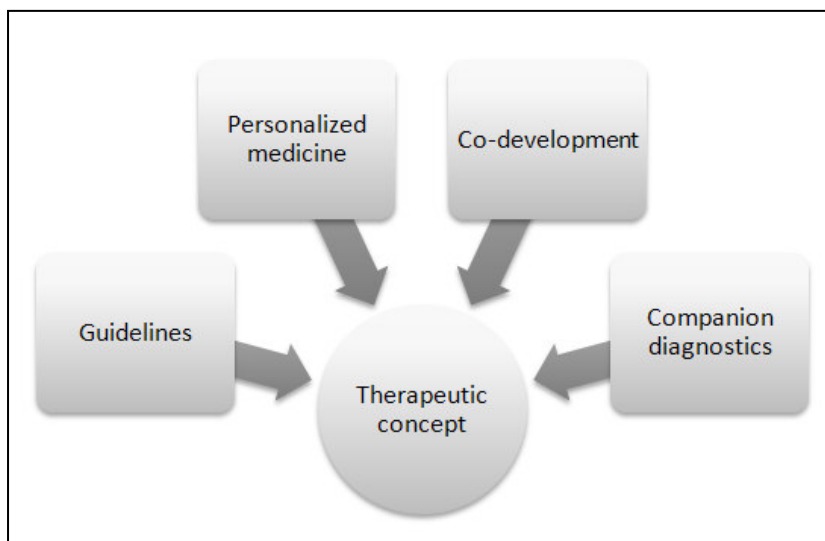 Personalized
medicine
Co-development
Guidelines
Companion
diagnostics
Therapeutic
concept